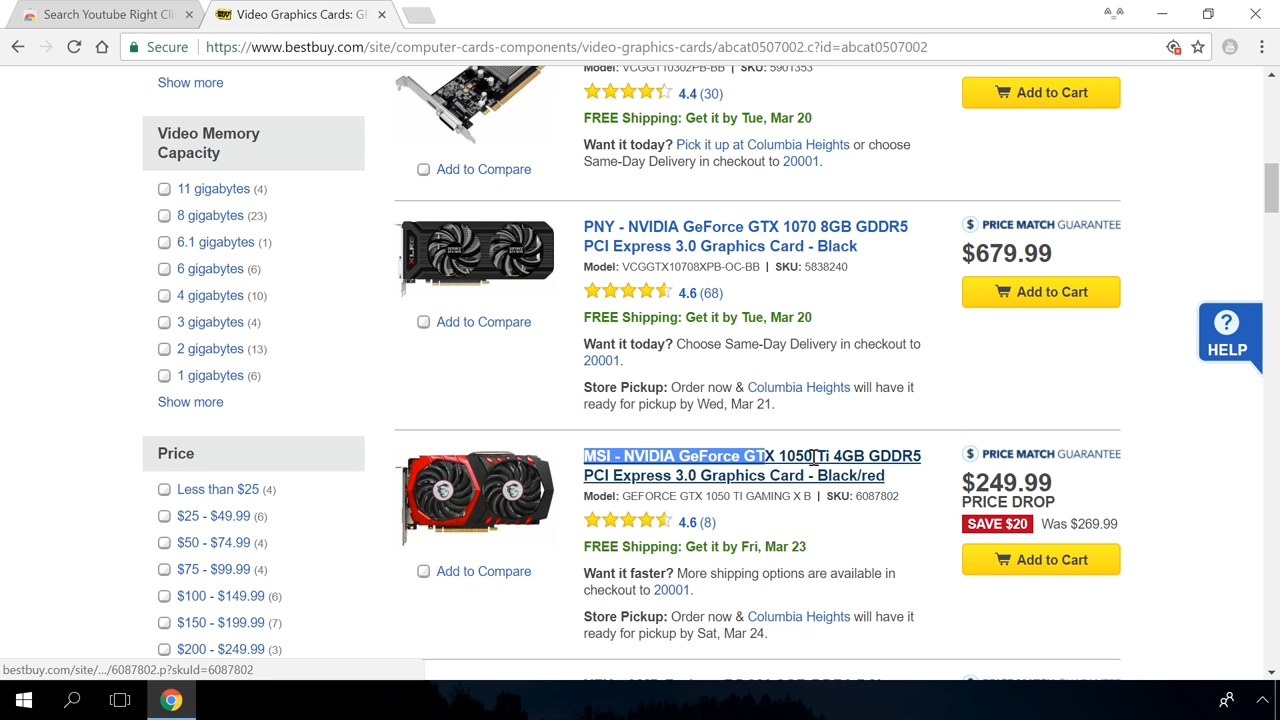 Search Youtube Right Cli
Video Graphics Cards: GP
Secure
https://www.bestbuy.com/site/computer-cards-components/video-graphics-cards/abcat0507002.c?id=abcat0507002
Show more
Video Memory
Capacity
11 gigabytes (4)
8 gigabytes (23)
6.1 gigabytes (1)
6 gigabytes (6)
4 gigabytes (10)
3 gigabytes (4)
2 gigabytes (13)
1 gigabytes (6)
Show more
Price
Less than $25 (4)
$25 - $49.99 (6)
$50 - $74.99 (4)
$75 - $99.99 (4)
$100 - $149.99 (6)
$150 - $199.99 (7)
$200 - $249.99 (3)
Model: VCGGT10302PB-BB | SKU: 5901353
4.4 (30)
FREE Shipping: Get it by Tue, Mar 20
Want it today? Pick it up at Columbia Heights or choose
Same-Day Delivery in checkout to 20001.
Add to Compare
Add to Cart
PNY - NVIDIA GeForce GTX 1070 8GB GDDR5
PCI Express 3.0 Graphics Card - Black
Model: VCGGTX10708XPB-OC-BB | SKU: 5838240
4.6 (68)
FREE Shipping: Get it by Tue, Mar 20
Want it today? Choose Same-Day Delivery in checkout to
20001.
Store Pickup: Order now & Columbia Heights will have it
ready for pickup by Wed, Mar 21.
Add to Compare
PRICE MATCH GUARANTEE
$679.99
Add to Cart
MSI - NVIDIA GeForce GTX 1050 Ti 4GB GDDR5
PCI Express 3.0 Graphics Card - Black/red
Model: GEFORCE GTX 1050 TI GAMING X B | SKU: 6087802
4.6 (8)
FREE Shipping: Get it by Fri, Mar 23
Want it faster? More shipping options are available in
checkout to 20001.
Store Pickup: Order now & Columbia Heights will have it
ready for pickup by Sat, Mar 24.
Add to Compare
PRICE MATCH GUARANTEE
$249.99
PRICE DROP
SAVE $20 Was $269.99
Add to Cart
HELP
bestbuy.com/site/.../6087802.p?skuId=6087802